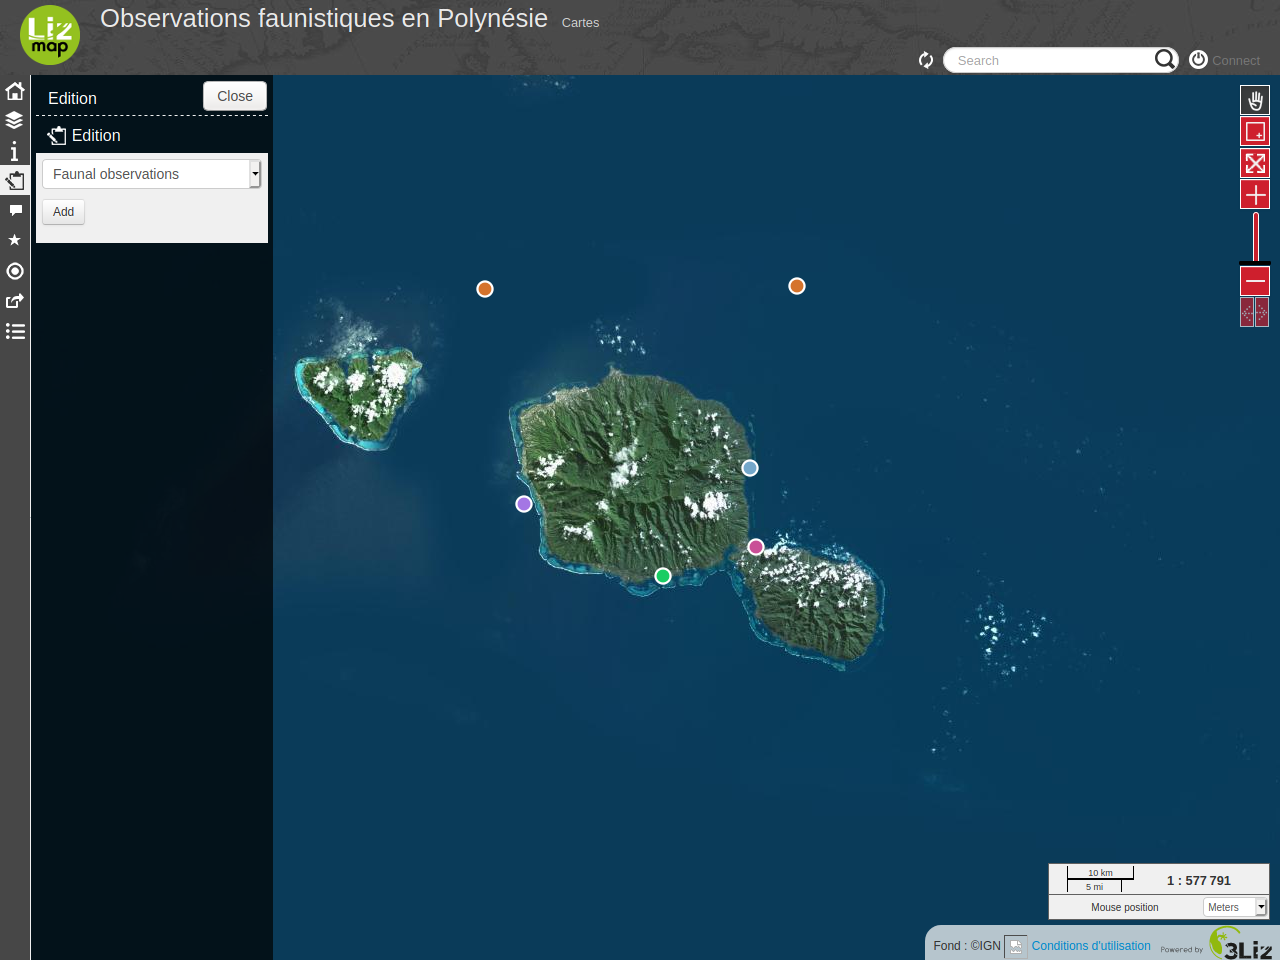 Liz
map
Observations faunistiques en Polynésie Cartes
Search
Connect
Edition
Close
Edition
Faunal observations
Add
10 km
5 mi
1 : 577 791
Mouse position
Meters
Fond : ©IGN
Conditions d'utilisation
Powered by
3Liz